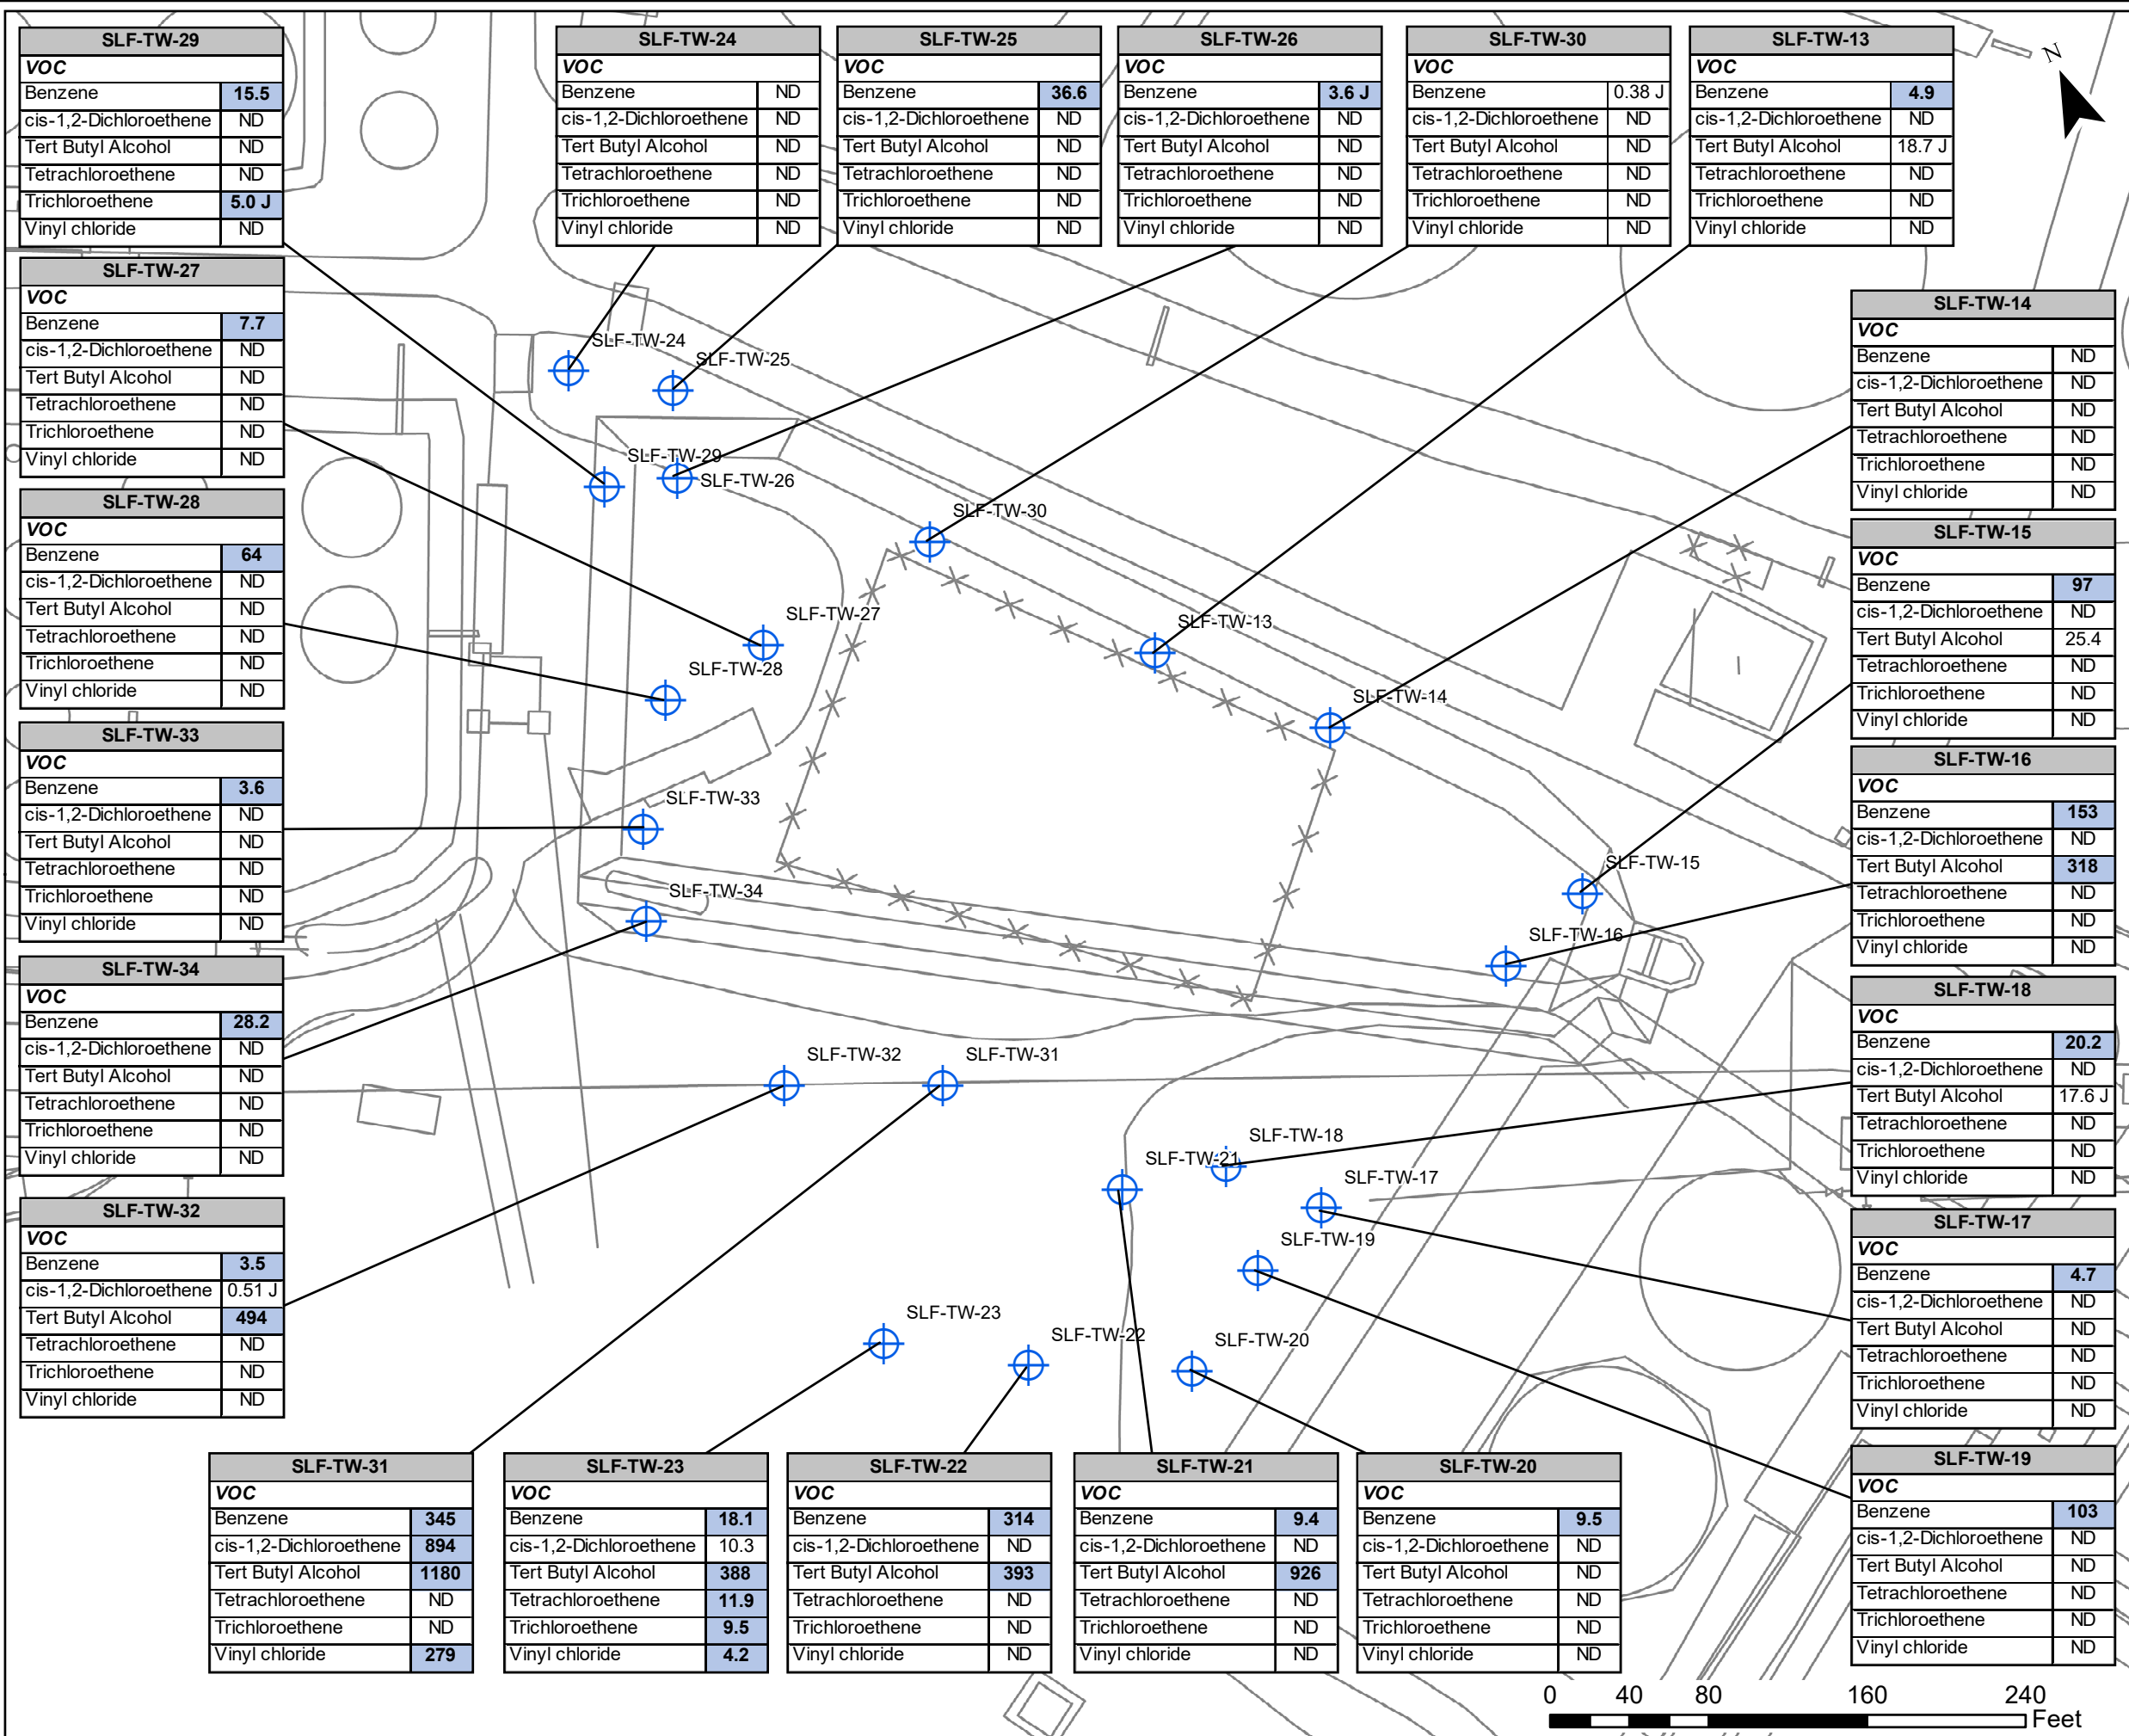 SLF-TW-29
VOC
Benzene 15.5
cis-1,2-Dichloroethene ND
Tert Butyl Alcohol ND
Tetrachloroethene ND
Trichloroethene 5.0 J
Vinyl chloride ND
SLF-TW-24
VOC
Benzene ND
cis-1,2-Dichloroethene ND
Tert Butyl Alcohol ND
Tetrachloroethene ND
Trichloroethene ND
Vinyl chloride ND
SLF-TW-25
VOC
Benzene 36.6
cis-1,2-Dichloroethene ND
Tert Butyl Alcohol ND
Tetrachloroethene ND
Trichloroethene ND
Vinyl chloride ND
SLF-TW-26
VOC
Benzene 3.6 J
cis-1,2-Dichloroethene ND
Tert Butyl Alcohol ND
Tetrachloroethene ND
Trichloroethene ND
Vinyl chloride ND
SLF-TW-30
VOC
Benzene 0.38 J
cis-1,2-Dichloroethene ND
Tert Butyl Alcohol ND
Tetrachloroethene ND
Trichloroethene ND
Vinyl chloride ND
SLF-TW-13
VOC
Benzene 4.9
cis-1,2-Dichloroethene ND
Tert Butyl Alcohol 18.7 J
Tetrachloroethene ND
Trichloroethene ND
Vinyl chloride ND
N
SLF-TW-27
VOC
Benzene 7.7
cis-1,2-Dichloroethene ND
Tert Butyl Alcohol ND
Tetrachloroethene ND
Trichloroethene ND
Vinyl chloride ND
SLF-TW-28
VOC
Benzene 64
cis-1,2-Dichloroethene ND
Tert Butyl Alcohol ND
Tetrachloroethene ND
Trichloroethene ND
Vinyl chloride ND
SLF-TW-33
VOC
Benzene 3.6
cis-1,2-Dichloroethene ND
Tert Butyl Alcohol ND
Tetrachloroethene ND
Trichloroethene ND
Vinyl chloride ND
SLF-TW-34
VOC
Benzene 28.2
cis-1,2-Dichloroethene ND
Tert Butyl Alcohol ND
Tetrachloroethene ND
Trichloroethene ND
Vinyl chloride ND
SLF-TW-32
VOC
Benzene 3.5
cis-1,2-Dichloroethene 0.51 J
Tert Butyl Alcohol 494
Tetrachloroethene ND
Trichloroethene ND
Vinyl chloride ND
SLF-TW-24
SLF-TW-25
SLF-TW-29
SLF-TW-26
SLF-TW-30
SLF-TW-27
SLF-TW-13
SLF-TW-28
SLF-TW-14
SLF-TW-33
SLF-TW-15
SLF-TW-34
SLF-TW-16
SLF-TW-32
SLF-TW-31
SLF-TW-18
SLF-TW-21
SLF-TW-17
SLF-TW-19
SLF-TW-23
SLF-TW-22
SLF-TW-20
SLF-TW-14
VOC
Benzene ND
cis-1,2-Dichloroethene ND
Tert Butyl Alcohol ND
Tetrachloroethene ND
Trichloroethene ND
Vinyl chloride ND
SLF-TW-15
VOC
Benzene 97
cis-1,2-Dichloroethene ND
Tert Butyl Alcohol 25.4
Tetrachloroethene ND
Trichloroethene ND
Vinyl chloride ND
SLF-TW-16
VOC
Benzene 153
cis-1,2-Dichloroethene ND
Tert Butyl Alcohol 318
Tetrachloroethene ND
Trichloroethene ND
Vinyl chloride ND
SLF-TW-18
VOC
Benzene 20.2
cis-1,2-Dichloroethene ND
Tert Butyl Alcohol 17.6 J
Tetrachloroethene ND
Trichloroethene ND
Vinyl chloride ND
SLF-TW-17
VOC
Benzene 4.7
cis-1,2-Dichloroethene ND
Tert Butyl Alcohol ND
Tetrachloroethene ND
Trichloroethene ND
Vinyl chloride ND
SLF-TW-19
VOC
Benzene 103
cis-1,2-Dichloroethene ND
Tert Butyl Alcohol ND
Tetrachloroethene ND
Trichloroethene ND
Vinyl chloride ND
SLF-TW-31
VOC
Benzene 345
cis-1,2-Dichloroethene 894
Tert Butyl Alcohol 1180
Tetrachloroethene ND
Trichloroethene ND
Vinyl chloride 279
SLF-TW-23
VOC
Benzene 18.1
cis-1,2-Dichloroethene 10.3
Tert Butyl Alcohol 388
Tetrachloroethene 11.9
Trichloroethene 9.5
Vinyl chloride 4.2
SLF-TW-22
VOC
Benzene 314
cis-1,2-Dichloroethene ND
Tert Butyl Alcohol 393
Tetrachloroethene ND
Trichloroethene ND
Vinyl chloride ND
SLF-TW-21
VOC
Benzene 9.4
cis-1,2-Dichloroethene ND
Tert Butyl Alcohol 926
Tetrachloroethene ND
Trichloroethene ND
Vinyl chloride ND
SLF-TW-20
VOC
Benzene 9.5
cis-1,2-Dichloroethene ND
Tert Butyl Alcohol ND
Tetrachloroethene ND
Trichloroethene ND
Vinyl chloride ND
0 40 80 160 240
Feet